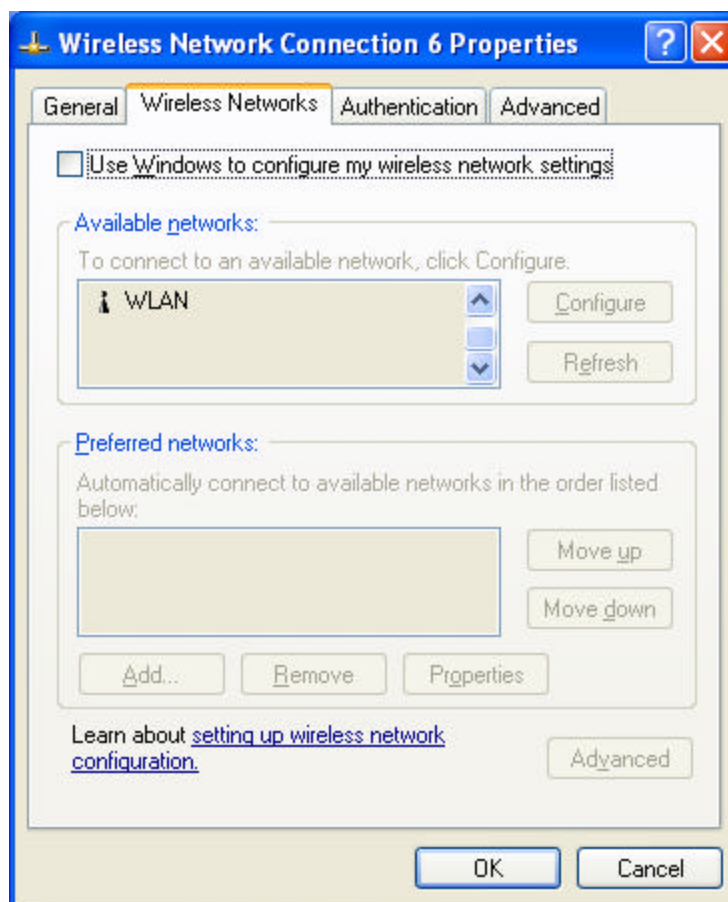 Wireless Network Connection 6 Properties
General Wireless Networks Authentication Advanced
Use Windows to configure my wireless network settings
Available networks:
To connect to an available network, click Configure.
WLAN
Configure
Refresh
Preferred networks:
Automatically connect to available networks in the order listed
below:
Move up
Move down
Add... Remove Properties
Learn about setting up wireless network
configuration.
Advanced
OK Cancel